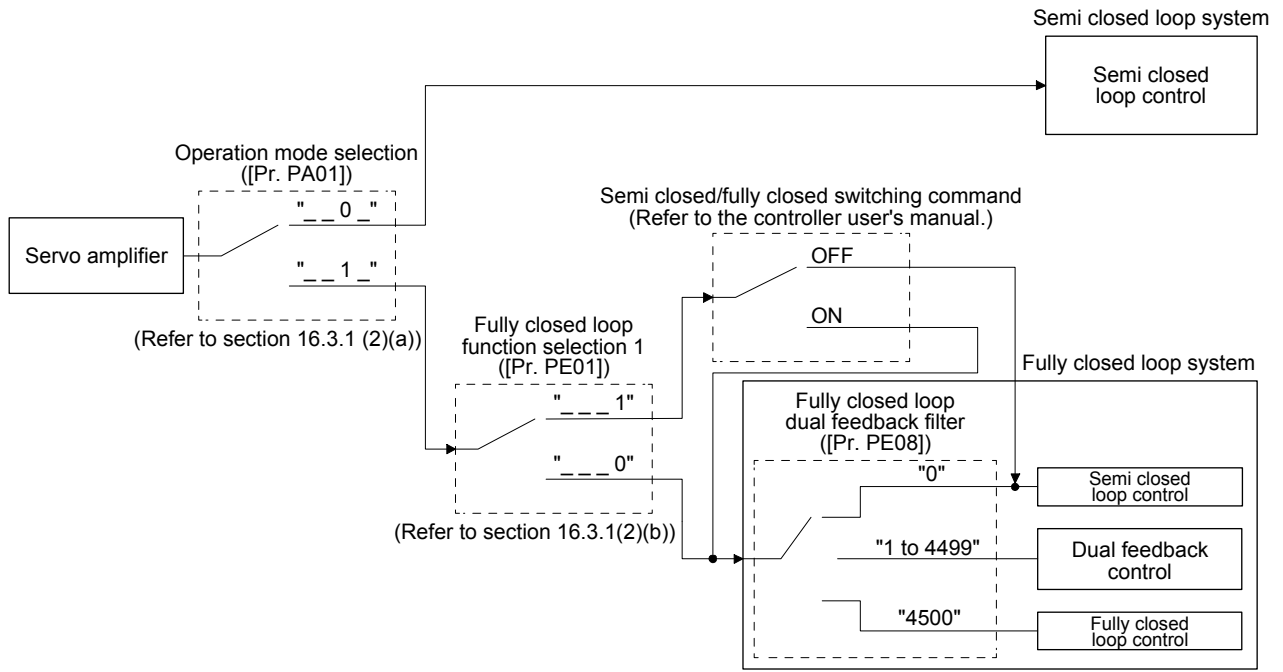 Semi closed loop system
Semi closed
loop control
Operation mode selection
([Pr. PA01])
"_ _ 0 _"
Servo amplifier
"_ _ 1 _"
(Refer to section 16.3.1 (2)(a))
Semi closed/fully closed switching command
(Refer to the controller user's manual.)
OFF
ON
Fully closed loop
function selection 1
([Pr. PE01])
"_ _ _ 1"
"_ _ _ 0"
(Refer to section 16.3.1(2)(b))
Fully closed loop system
Fully closed loop
dual feedback filter
([Pr. PE08])
"0"
Semi closed
loop control
"1 to 4499"
Dual feedback
control
"4500"
Fully closed
loop control